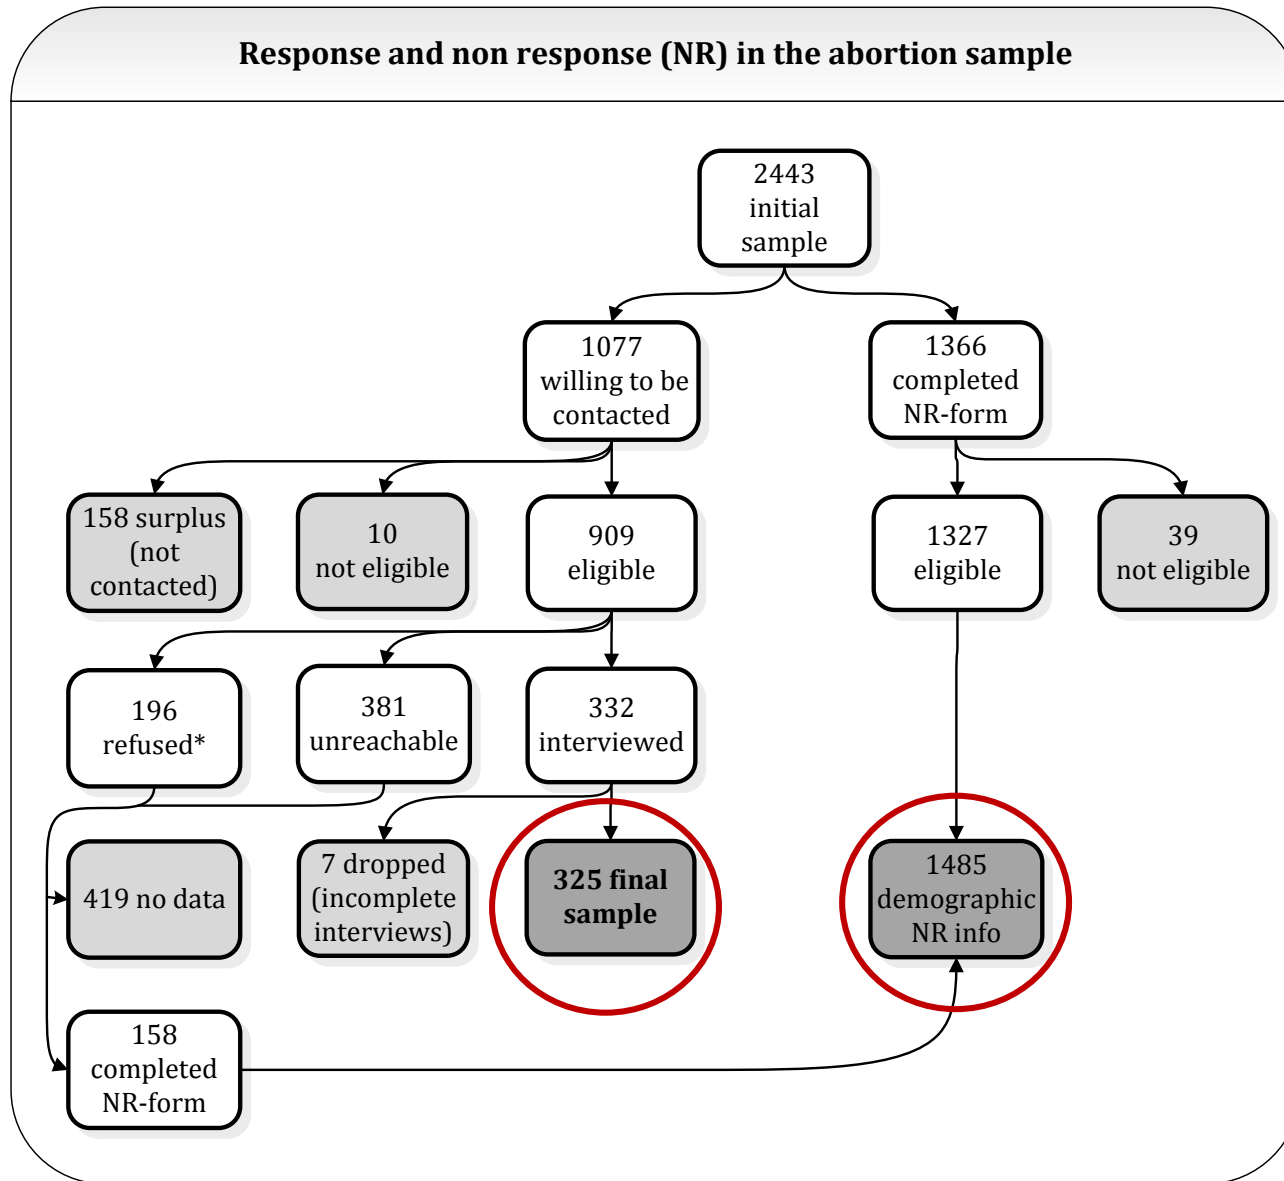 Response and non response (NR) in the abortion sample
2443
initial
sample
1077
willing to be
contacted
1366
completed
NR-form
158 surplus
(not
contacted)
10
not eligible
909
eligible
1327
eligible
39
not eligible
196
refused*
381
unreachable
332
interviewed
419 no data
7 dropped
(incomplete
interviews)
325 final
sample
1485
demographic
NR info
158
completed
NR-form